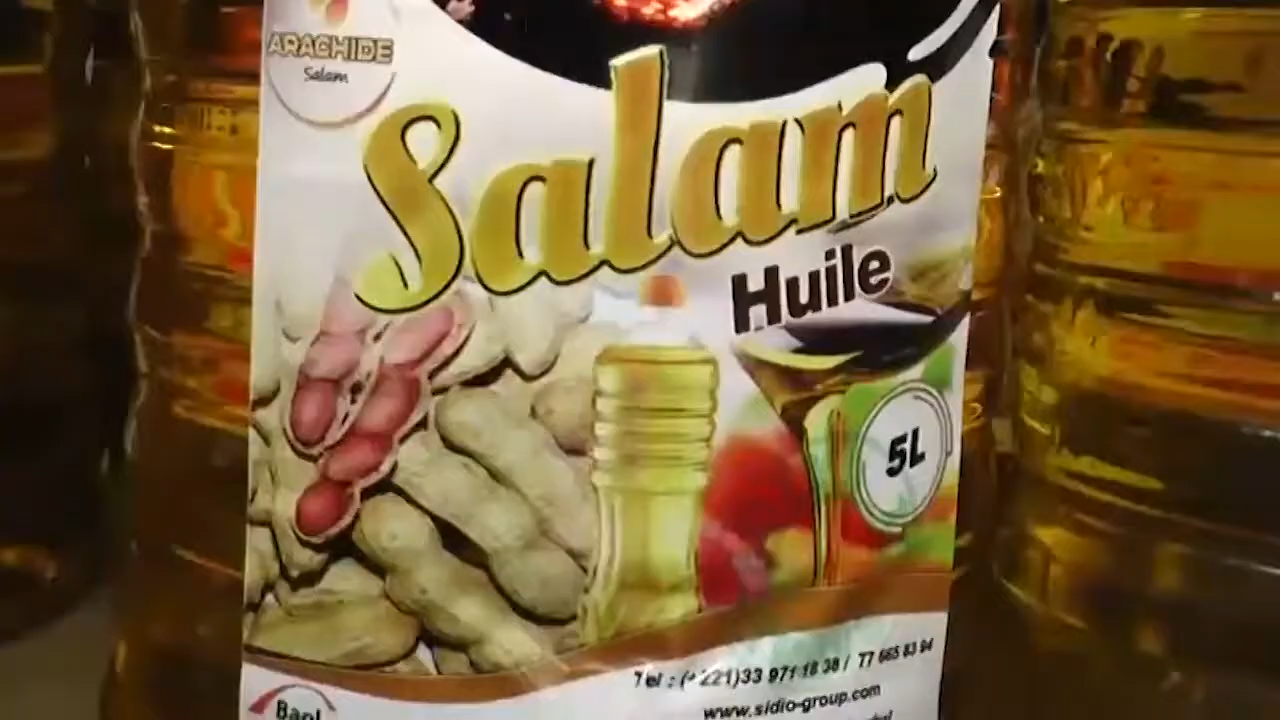 ARACHIDE
Salam
Salam
Huile
5L
Tel : (+221)33 971 18 38 / 77 665 83 94
www.sidio-group.com
Baol